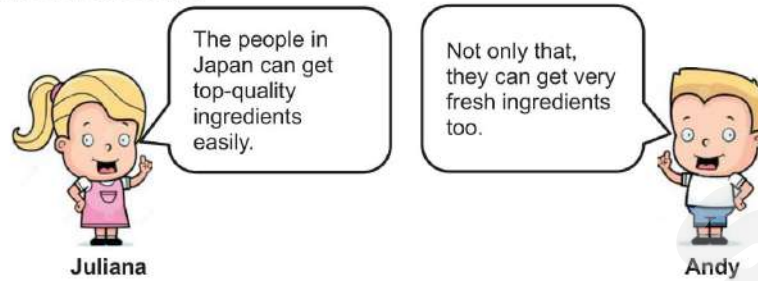 The people in
Japan can get
top-quality
ingredients
easily.
Not only that,
they can get very
fresh ingredients
too.
Juliana
Andy